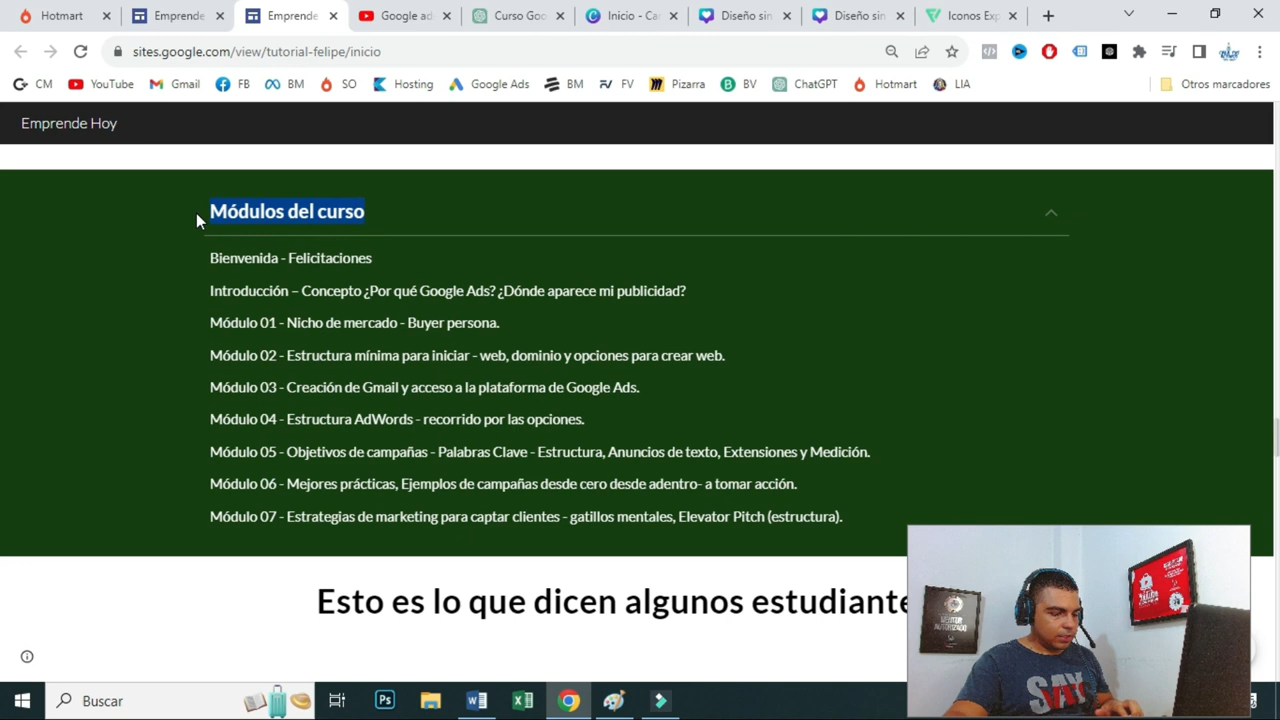 Hotmart
Emprende
Emprende
Google ad
Curso Goo
Inicio - Ca
Diseño sin
Diseño sin
Iconos Exp
sites.google.com/view/tutorial-felipe/inicio
CM
YouTube
Gmail
FB
BM
SO
Hosting
Google Ads
BM
FV
Pizarra
BV
ChatGPT
Hotmart
LIA
Otros marcadores
Emprende Hoy
Módulos del curso
Bienvenida - Felicitaciones
Introducción – Concepto ¿Por qué Google Ads? ¿Dónde aparece mi publicidad?
Módulo 01 - Nicho de mercado - Buyer persona.
Módulo 02 - Estructura mínima para iniciar - web, dominio y opciones para crear web.
Módulo 03 - Creación de Gmail y acceso a la plataforma de Google Ads.
Módulo 04 - Estructura AdWords - recorrido por las opciones.
Módulo 05 - Objetivos de campañas - Palabras Clave - Estructura, Anuncios de texto, Extensiones y Medición.
Módulo 06 - Mejores prácticas, Ejemplos de campañas desde cero desde adentro- a tomar acción.
Módulo 07 - Estrategias de marketing para captar clientes - gatillos mentales, Elevator Pitch (estructura).
Esto es lo que dicen algunos estudiante
SAY
Buscar